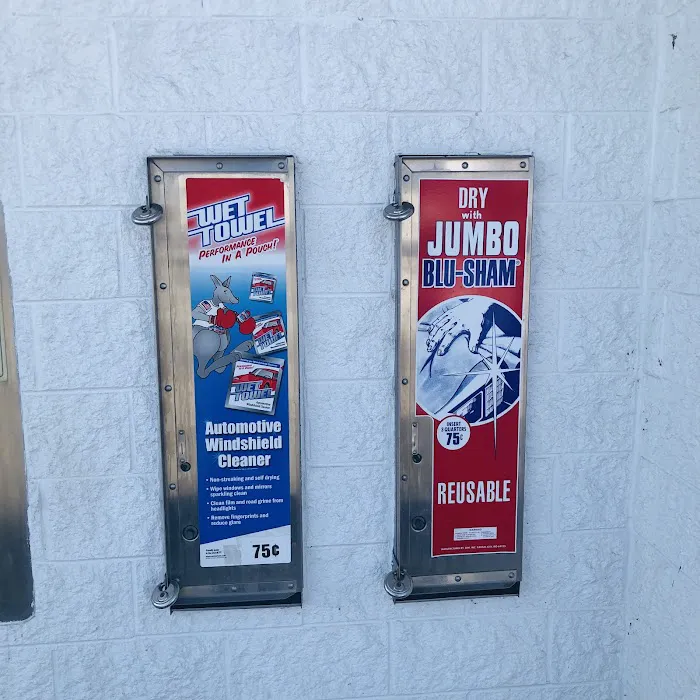 WET
TOWEL
PERFORMANCE
IN A POUCH!
WET
TOWEL
Automotive
Windshield
Cleaner
• Non-streaking and self drying
• Wipe windows and mirrors
sparkling clean
• Clean film and road grime from
headlights
• Remove fingerprints and
reduce glare
75¢
DRY
with
JUMBO
BLU-SHAM®
INSERT
3 QUARTERS
75¢
REUSABLE